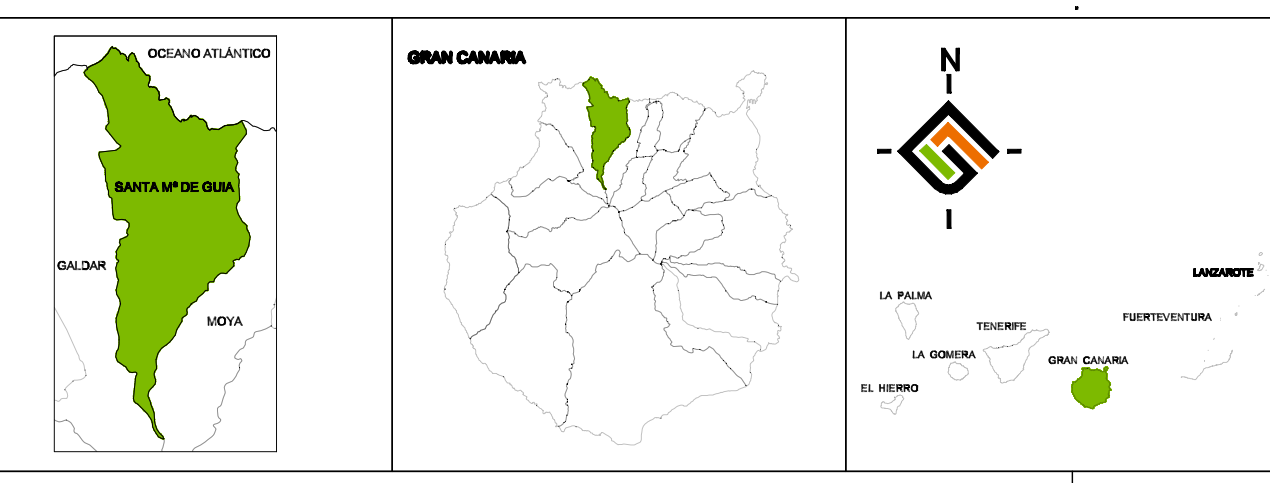 OCEANO ATLÁNTICO
SANTA Mª DE GUIA
GALDAR
MOYA
GRAN CANARIA
N
LANZAROTE
LA PALMA
FUERTEVENTURA
TENERIFE
LA GOMERA
GRAN CANARIA
EL HIERRO